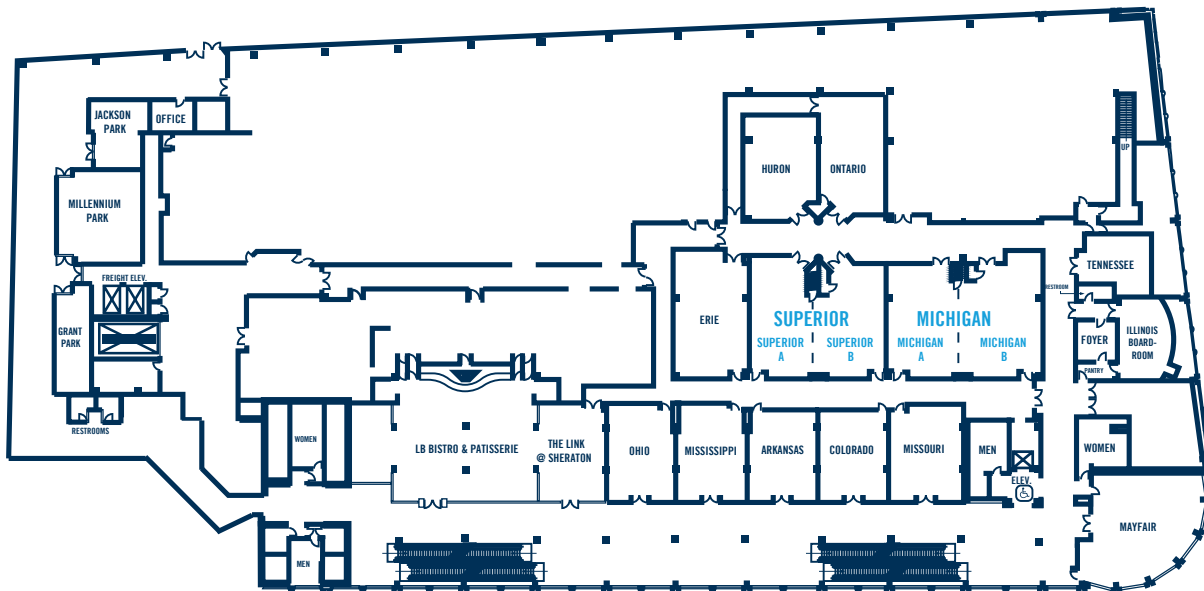 JACKSON
PARK
OFFICE
HURON
ONTARIO
UP
MILLENNIUM
PARK
TENNESSEE
FREIGHT ELEV.
RESTROOM
GRANT
PARK
ERIE
SUPERIOR
SUPERIOR
A
SUPERIOR
B
MICHIGAN
MICHIGAN
A
MICHIGAN
B
FOYER
ILLINOIS
BOARD-
ROOM
PANTRY
RESTROOMS
WOMEN
LB BISTRO & PATISSERIE
THE LINK
@ SHERATON
OHIO
MISSISSIPPI
ARKANSAS
COLORADO
MISSOURI
MEN
ELEV.
WOMEN
MAYFAIR
MEN